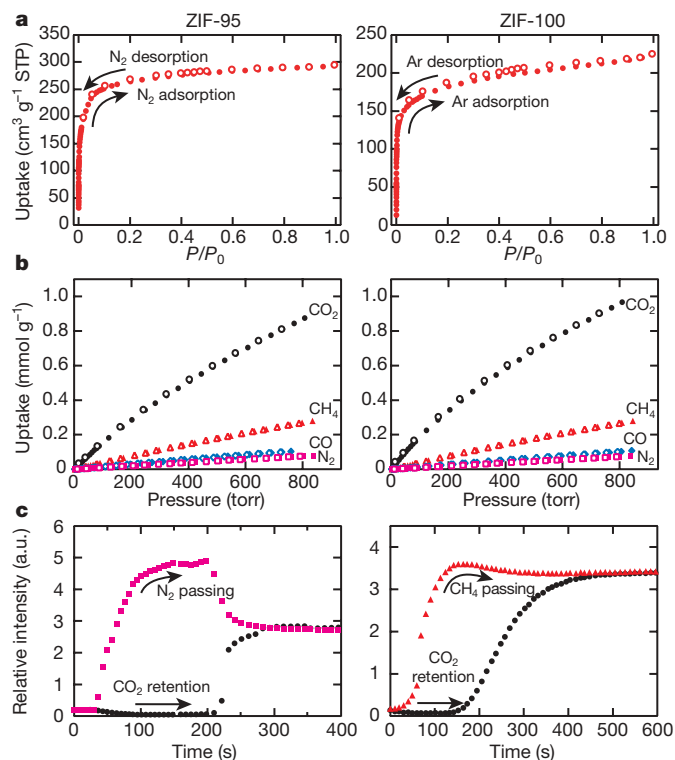 a
ZIF-95
ZIF-100
Uptake (cm³ g⁻¹ STP)
350
300
250
200
150
100
50
0
N₂ desorption
N₂ adsorption
0
0.2
0.4
0.6
0.8
1.0
P/P₀
250
200
150
100
50
0
Ar desorption
Ar adsorption
0
0.2
0.4
0.6
0.8
1.0
P/P₀
b
Uptake (mmol g⁻¹)
1.0
0.8
0.6
0.4
0.2
0
CO₂
CH₄
CO
N₂
0
200
400
600
800
Pressure (torr)
1.0
0.8
0.6
0.4
0.2
0
CO₂
CH₄
CO
N₂
0
200
400
600
800
Pressure (torr)
c
Relative intensity (a.u.)
6
5
4
3
2
1
0
N₂ passing
CO₂ retention
0
100
200
300
400
Time (s)
3.6
2.4
1.2
0
CH₄ passing
CO₂
retention
0
100
200
300
400
500
600
Time (s)